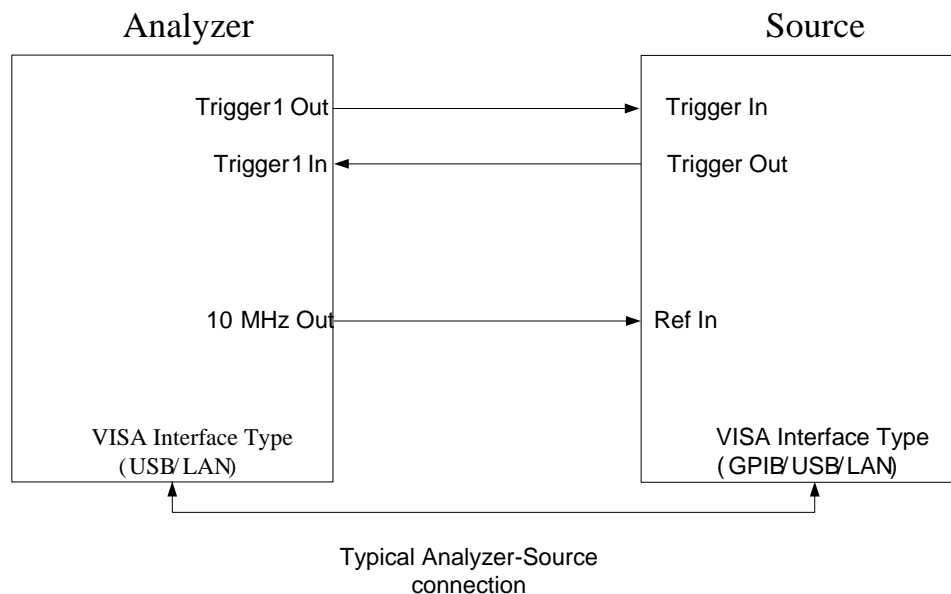 Analyzer
Source
Trigger1 Out
Trigger In
Trigger1 In
Trigger Out
10 MHz Out
Ref In
VISA Interface Type
(USB/LAN)
VISA Interface Type
(GPIB/USB/LAN)
Typical Analyzer-Source
connection